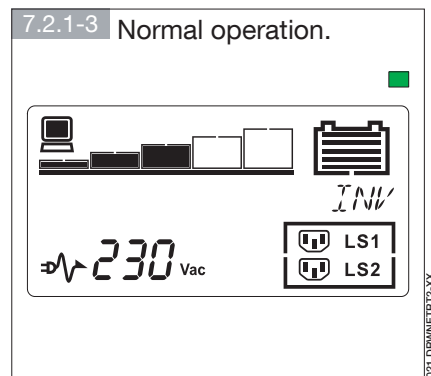 7.2.1-3 Normal operation.
INV
230 Vac
LS1
LS2